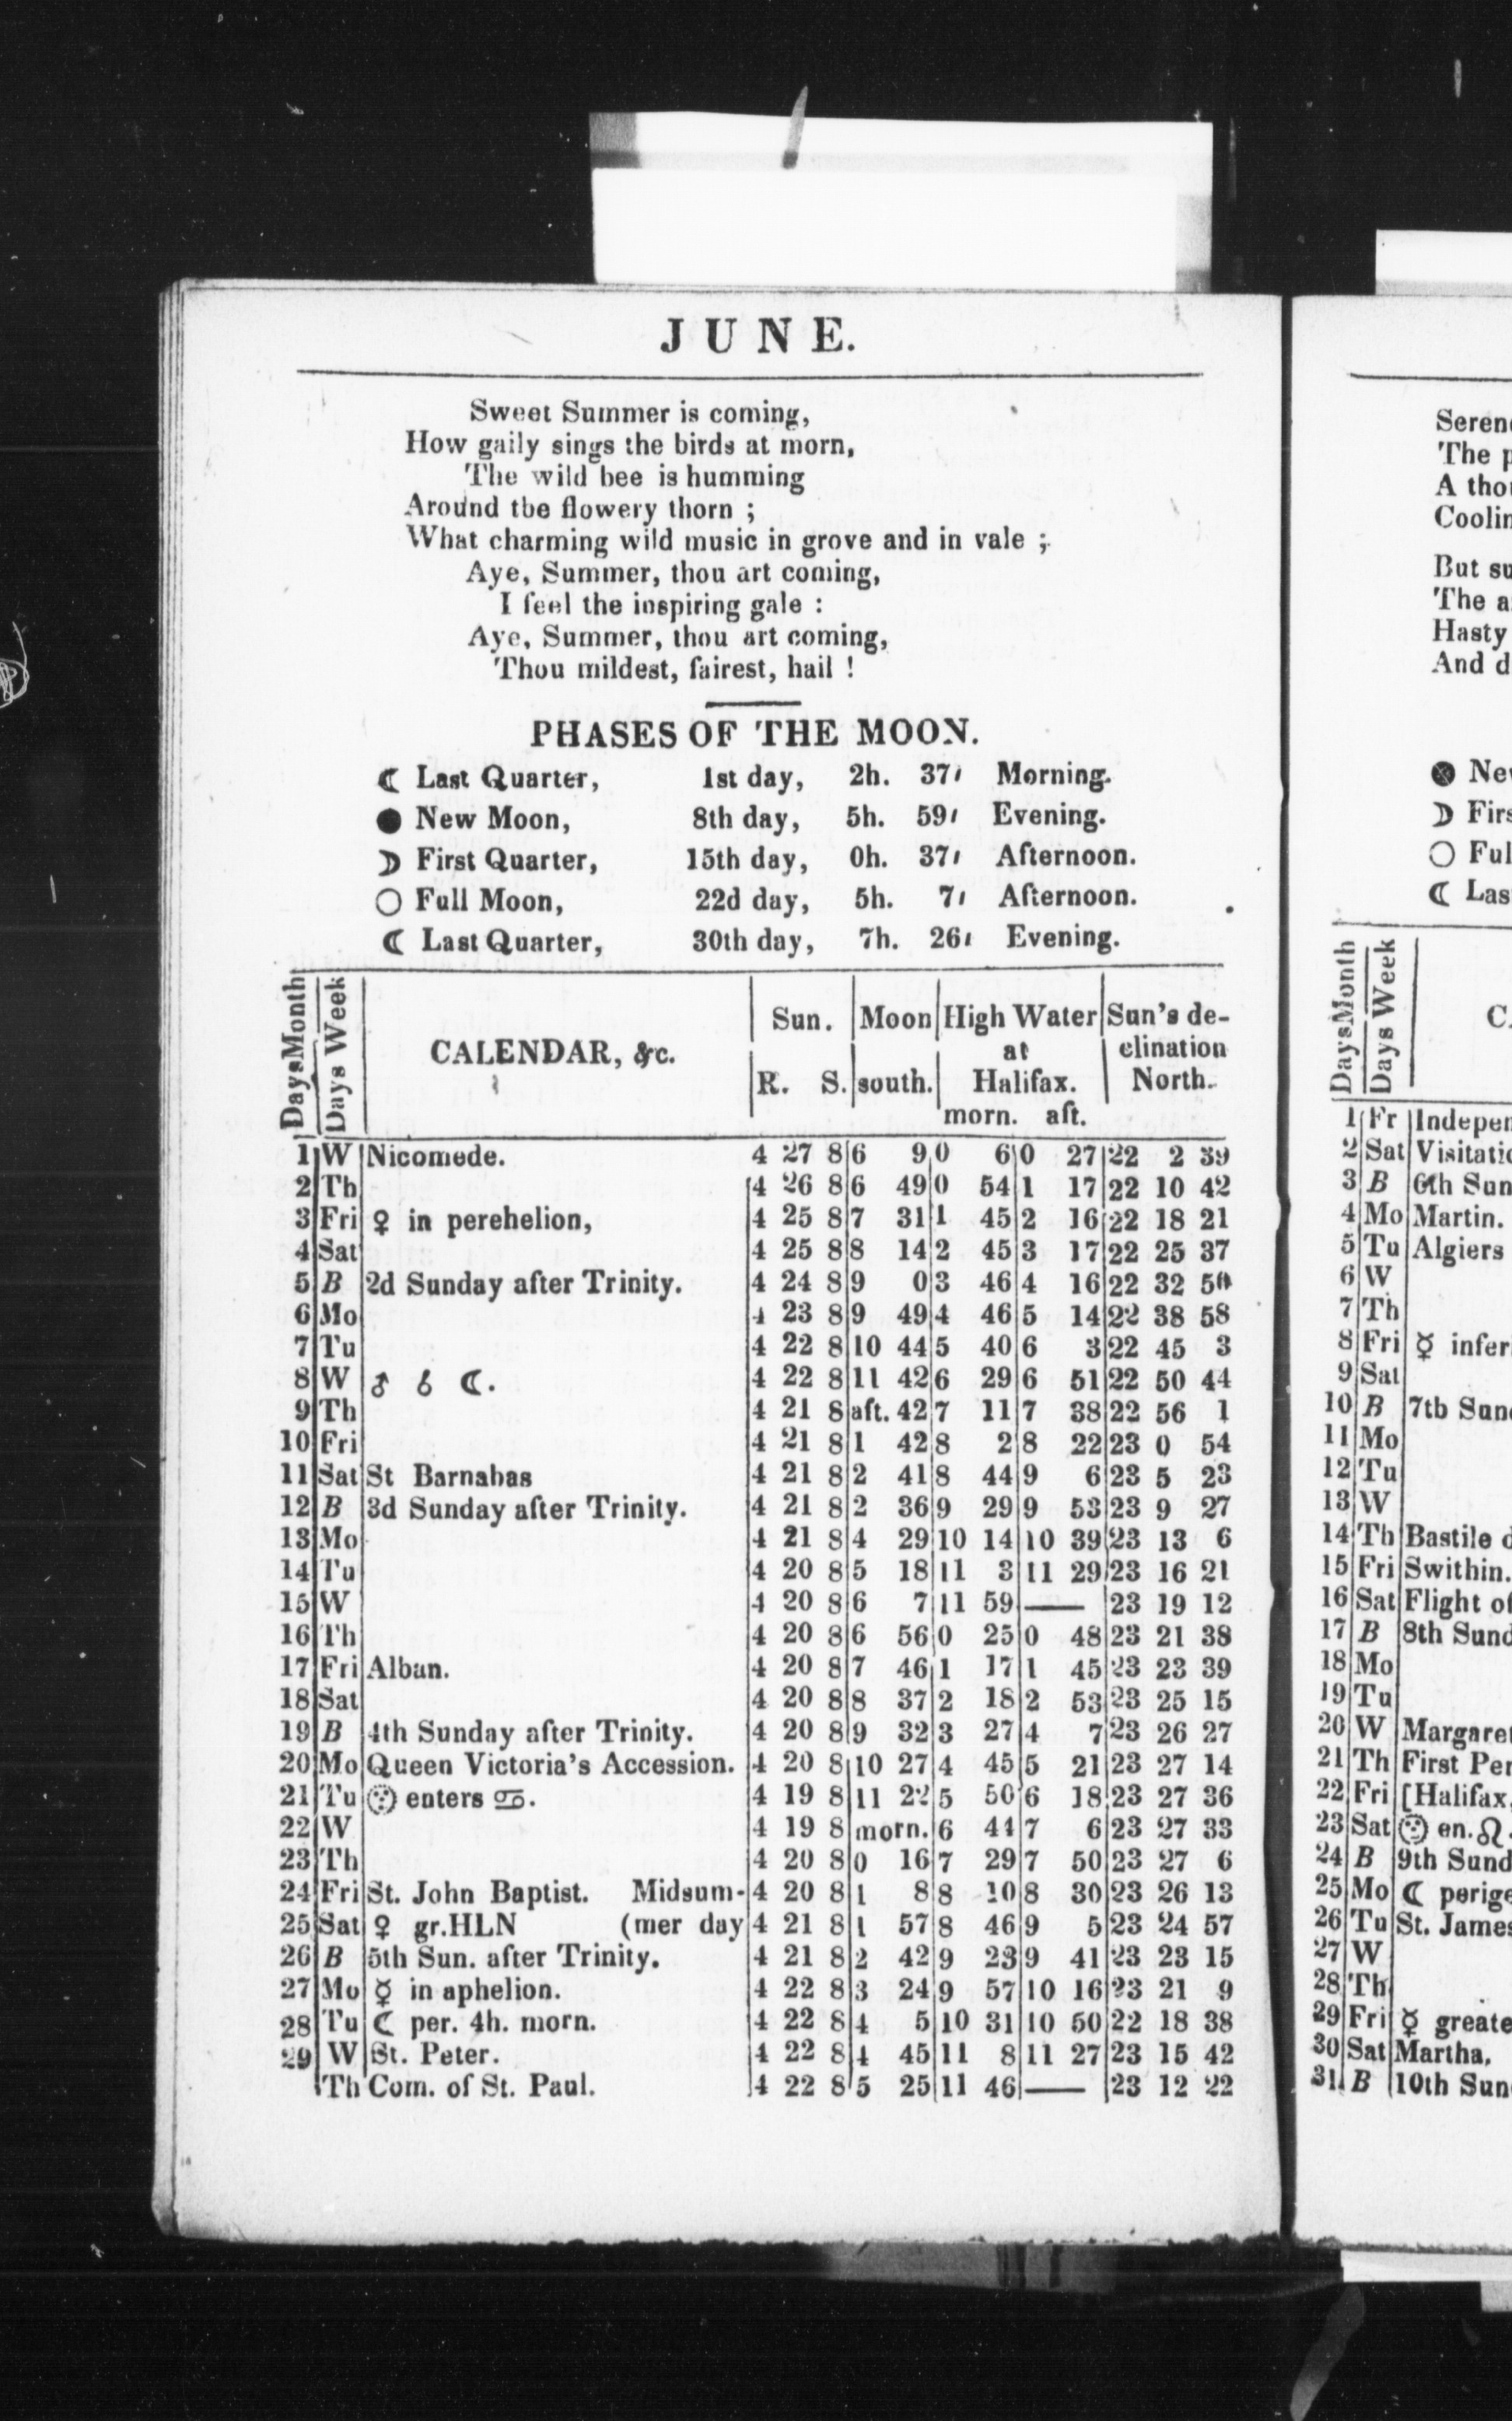 JUNE.
Sweet Summer is coming,
How gaily sings the birds at morn,
The wild bee is humming
Around tbe flowery thorn ;
What charming wild music in grove and in vale ;
Aye, Summer, thou art coming,
I feel the inspiring gale :
Aye, Summer, thou art coming,
Thou mildest, fairest, hail !
PHASES OF THE MOON.
☾ Last Quarter, 1st day, 2h. 37′ Morning.
● New Moon, 8th day, 5h. 59′ Evening.
☽ First Quarter, 15th day, 0h. 37′ Afternoon.
○ Full Moon, 22d day, 5h. 7′ Afternoon.
☾ Last Quarter, 30th day, 7h. 26′ Evening.
DaysMonth Days Week CALENDAR, &c. Sun. R. S. Moon south. High Water at Halifax. morn. aft. Sun's declination North.
1 W Nicomede. 4 27 8 6 9 0 6 0 27 22 2 39
2 Th 4 26 8 6 49 0 54 1 17 22 10 42
3 Fri ♀ in perehelion, 4 25 8 7 31 1 45 2 16 22 18 21
4 Sat 4 25 8 8 14 2 45 3 17 22 25 37
5 B 2d Sunday after Trinity. 4 24 8 9 0 3 46 4 16 22 32 50
6 Mo 4 23 8 9 49 4 46 5 14 22 38 58
7 Tu 4 22 8 10 44 5 40 6 3 22 45 3
8 W ♂ ☌ ☾. 4 22 8 11 42 6 29 6 51 22 50 44
9 Th 4 21 8 aft. 42 7 11 7 38 22 56 1
10 Fri 4 21 8 1 42 8 2 8 22 23 0 54
11 Sat St Barnabas 4 21 8 2 41 8 44 9 6 23 5 23
12 B 3d Sunday after Trinity. 4 21 8 2 36 9 29 9 53 23 9 27
13 Mo 4 21 8 4 29 10 14 10 39 23 13 6
14 Tu 4 20 8 5 18 11 3 11 29 23 16 21
15 W 4 20 8 6 7 11 59 — 23 19 12
16 Th 4 20 8 6 56 0 25 0 48 23 21 38
17 Fri Alban. 4 20 8 7 46 1 17 1 45 23 23 39
18 Sat 4 20 8 8 37 2 18 2 53 23 25 15
19 B 4th Sunday after Trinity. 4 20 8 9 32 3 27 4 7 23 26 27
20 Mo Queen Victoria's Accession. 4 20 8 10 27 4 45 5 21 23 27 14
21 Tu ☉ enters ♋. 4 19 8 11 22 5 50 6 18 23 27 36
22 W 4 19 8 morn. 6 44 7 6 23 27 33
23 Th 4 20 8 0 16 7 29 7 50 23 27 6
24 Fri St. John Baptist. Midsum- 4 20 8 1 8 8 10 8 30 23 26 13
25 Sat ♀ gr.HLN (mer day 4 21 8 1 57 8 46 9 5 23 24 57
26 B 5th Sun. after Trinity. 4 21 8 2 42 9 23 9 41 23 23 15
27 Mo ☿ in aphelion. 4 22 8 3 24 9 57 10 16 23 21 9
28 Tu ☾ per. 4h. morn. 4 22 8 4 5 10 31 10 50 22 18 38
29 W St. Peter. 4 22 8 4 45 11 8 11 27 23 15 42
Th Com. of St. Paul. 4 22 8 5 25 11 46 — 23 12 22
The
A
Coolin
But
The
Hasty
And
● New
☽ Firs
○ Ful
☾ Las
DaysMonth Days Week
1 Fr Indepen
2 Sat Visitatio
3 B 6th Sun
4 Mo Martin.
5 Tu Algiers
6 W
7 Th
8 Fri ☿ infer
9 Sat
10 B 7tb Sun
11 Mo
12 Tu
13 W
14 Th Bastile
15 Fri Swithin.
16 Sat Flight of
17 B 8th Sund
18 Mo
19 Tu
20 W Margaret
21 Th First Per
22 Fri [Halifax.
23 Sat ☉ en. ♌
24 B 9th Sund
25 Mo ☾ perige
26 Tu St. James
27 W
28 Th
29 Fri ☿ greate
30 Sat Martha.
31 B 10th Sun